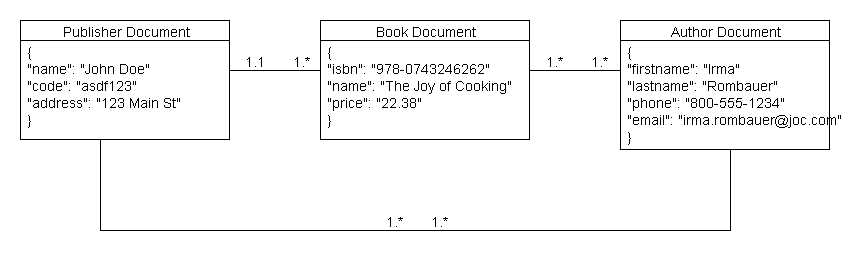 Publisher Document
{
"name": "John Doe"
"code": "asdf123"
"address": "123 Main St"
}
1.1 1.*
Book Document
{
"isbn": "978-0743246262"
"name": "The Joy of Cooking"
"price": "22.38"
}
1.* 1.*
Author Document
{
"firstname": "Irma"
"lastname": "Rombauer"
"phone": "800-555-1234"
"email": "irma.rombauer@joc.com"
}
1.* 1.*